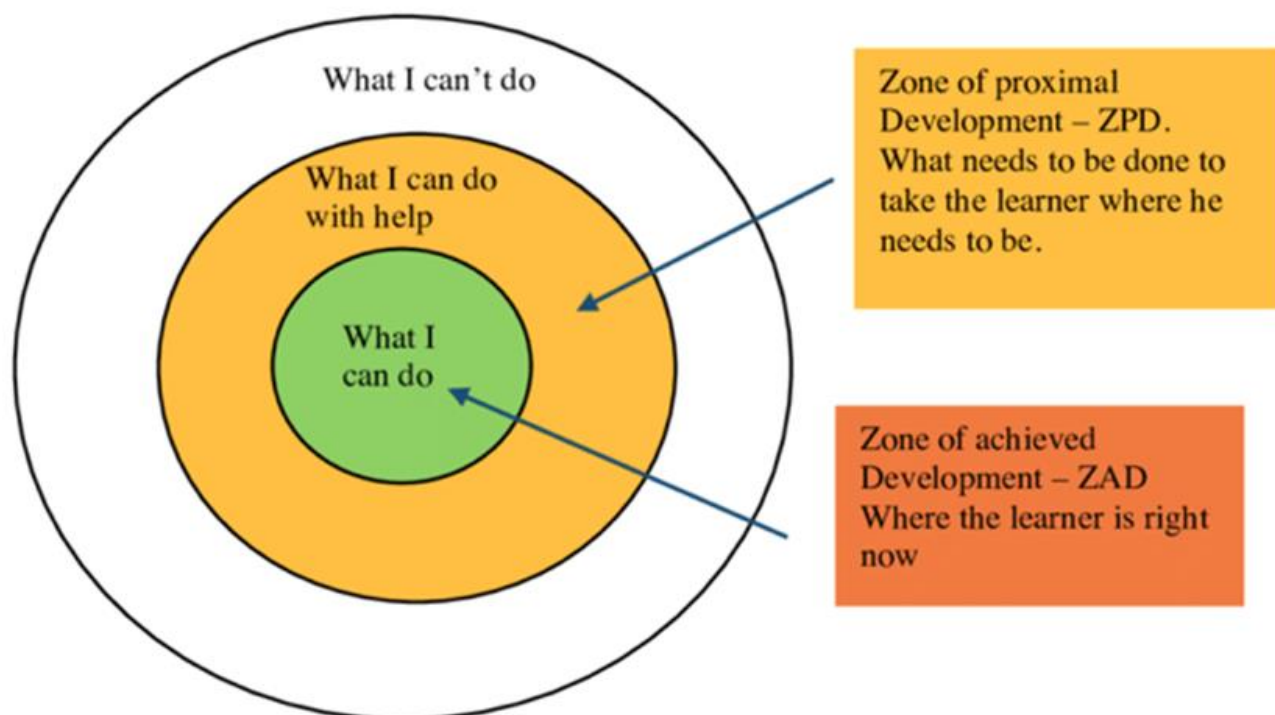 What I can't do
What I can do
with help
What I
can do
Zone of proximal
Development – ZPD.
What needs to be done to
take the learner where he
needs to be.
Zone of achieved
Development – ZAD
Where the learner is right
now